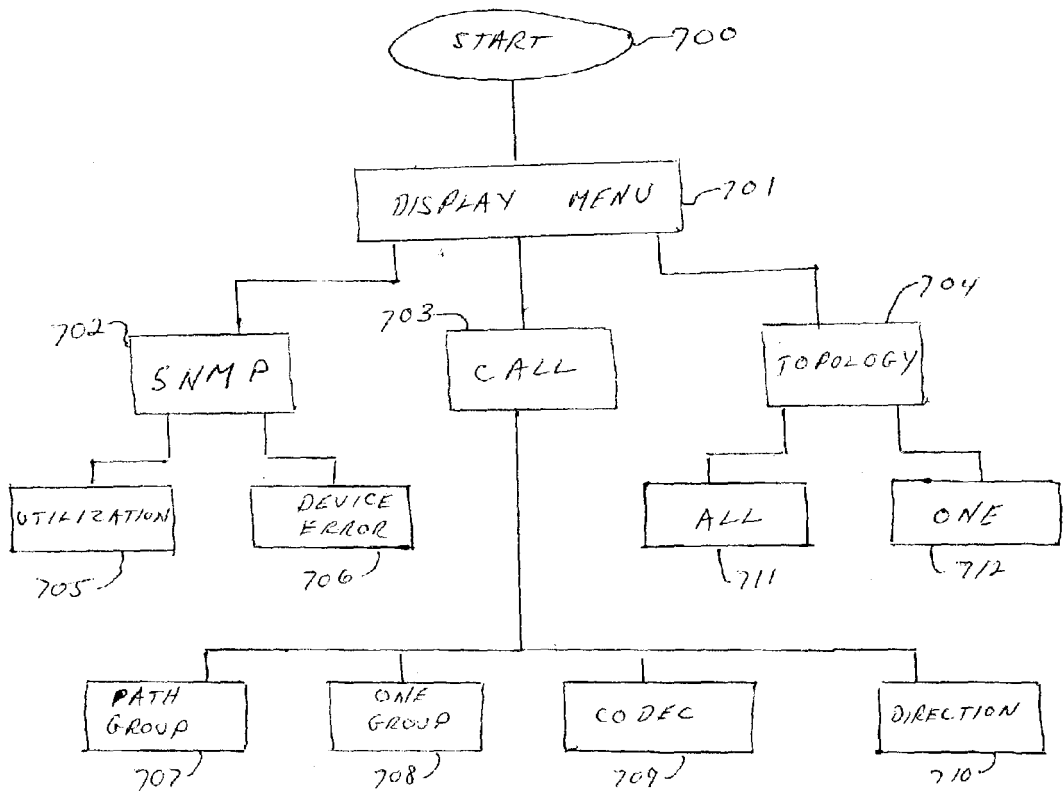 START
700
DISPLAY MENU
701
702
SNMP
703
CALL
704
TOPOLOGY
UTILIZATION
705
DEVICE
ERROR
706
ALL
711
ONE
712
PATH
GROUP
707
ONE
GROUP
708
CODEC
709
DIRECTION
710